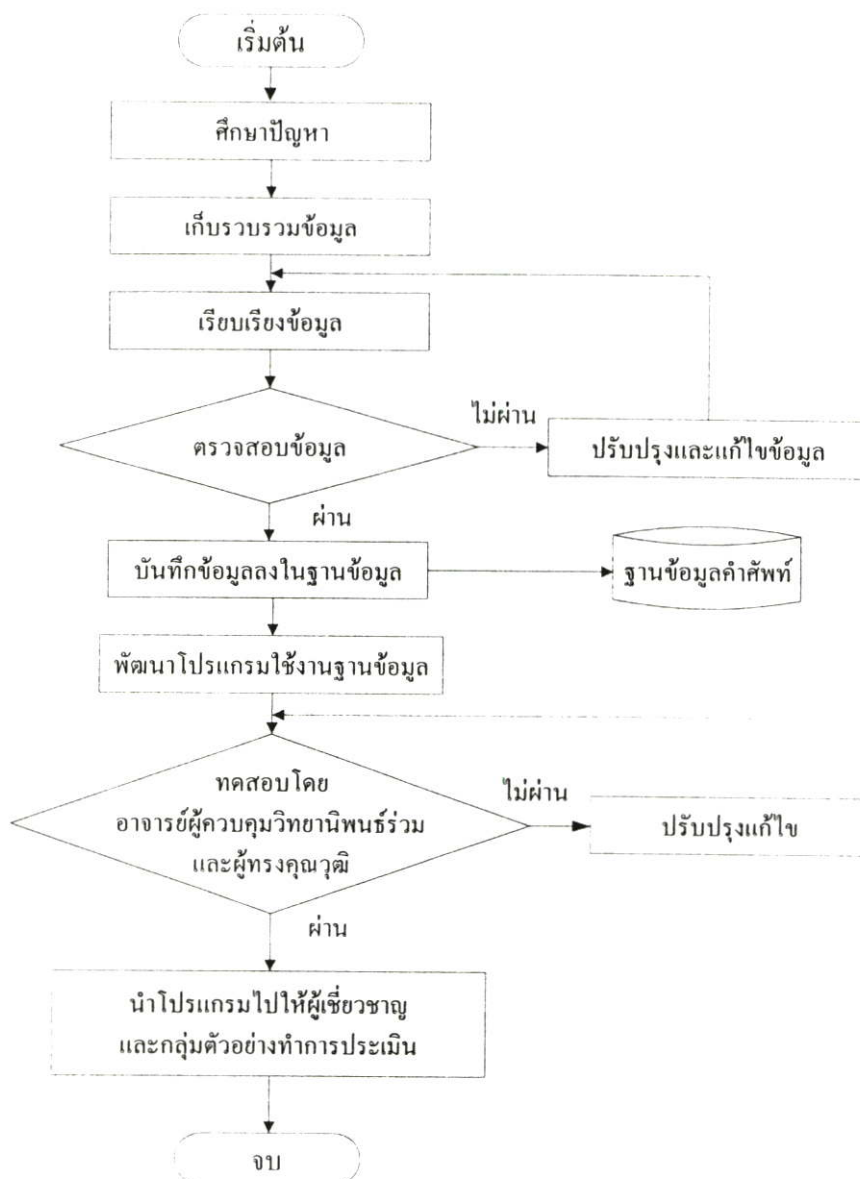 เริ่มต้น
ศึกษาปัญหา
เก็บรวบรวมข้อมูล
เรียบเรียงข้อมูล
ตรวจสอบข้อมูล
ไม่ผ่าน
ปรับปรุงและแก้ไขข้อมูล
ผ่าน
บันทึกข้อมูลลงในฐานข้อมูล
ฐานข้อมูลคำศัพท์
พัฒนาโปรแกรมใช้งานฐานข้อมูล
ทดสอบโดย
อาจารย์ผู้ควบคุมวิทยานิพนธ์ร่วม
และผู้ทรงคุณวุฒิ
ไม่ผ่าน
ปรับปรุงแก้ไข
ผ่าน
นำโปรแกรมไปให้ผู้เชี่ยวชาญ
และกลุ่มตัวอย่างทำการประเมิน
จบ